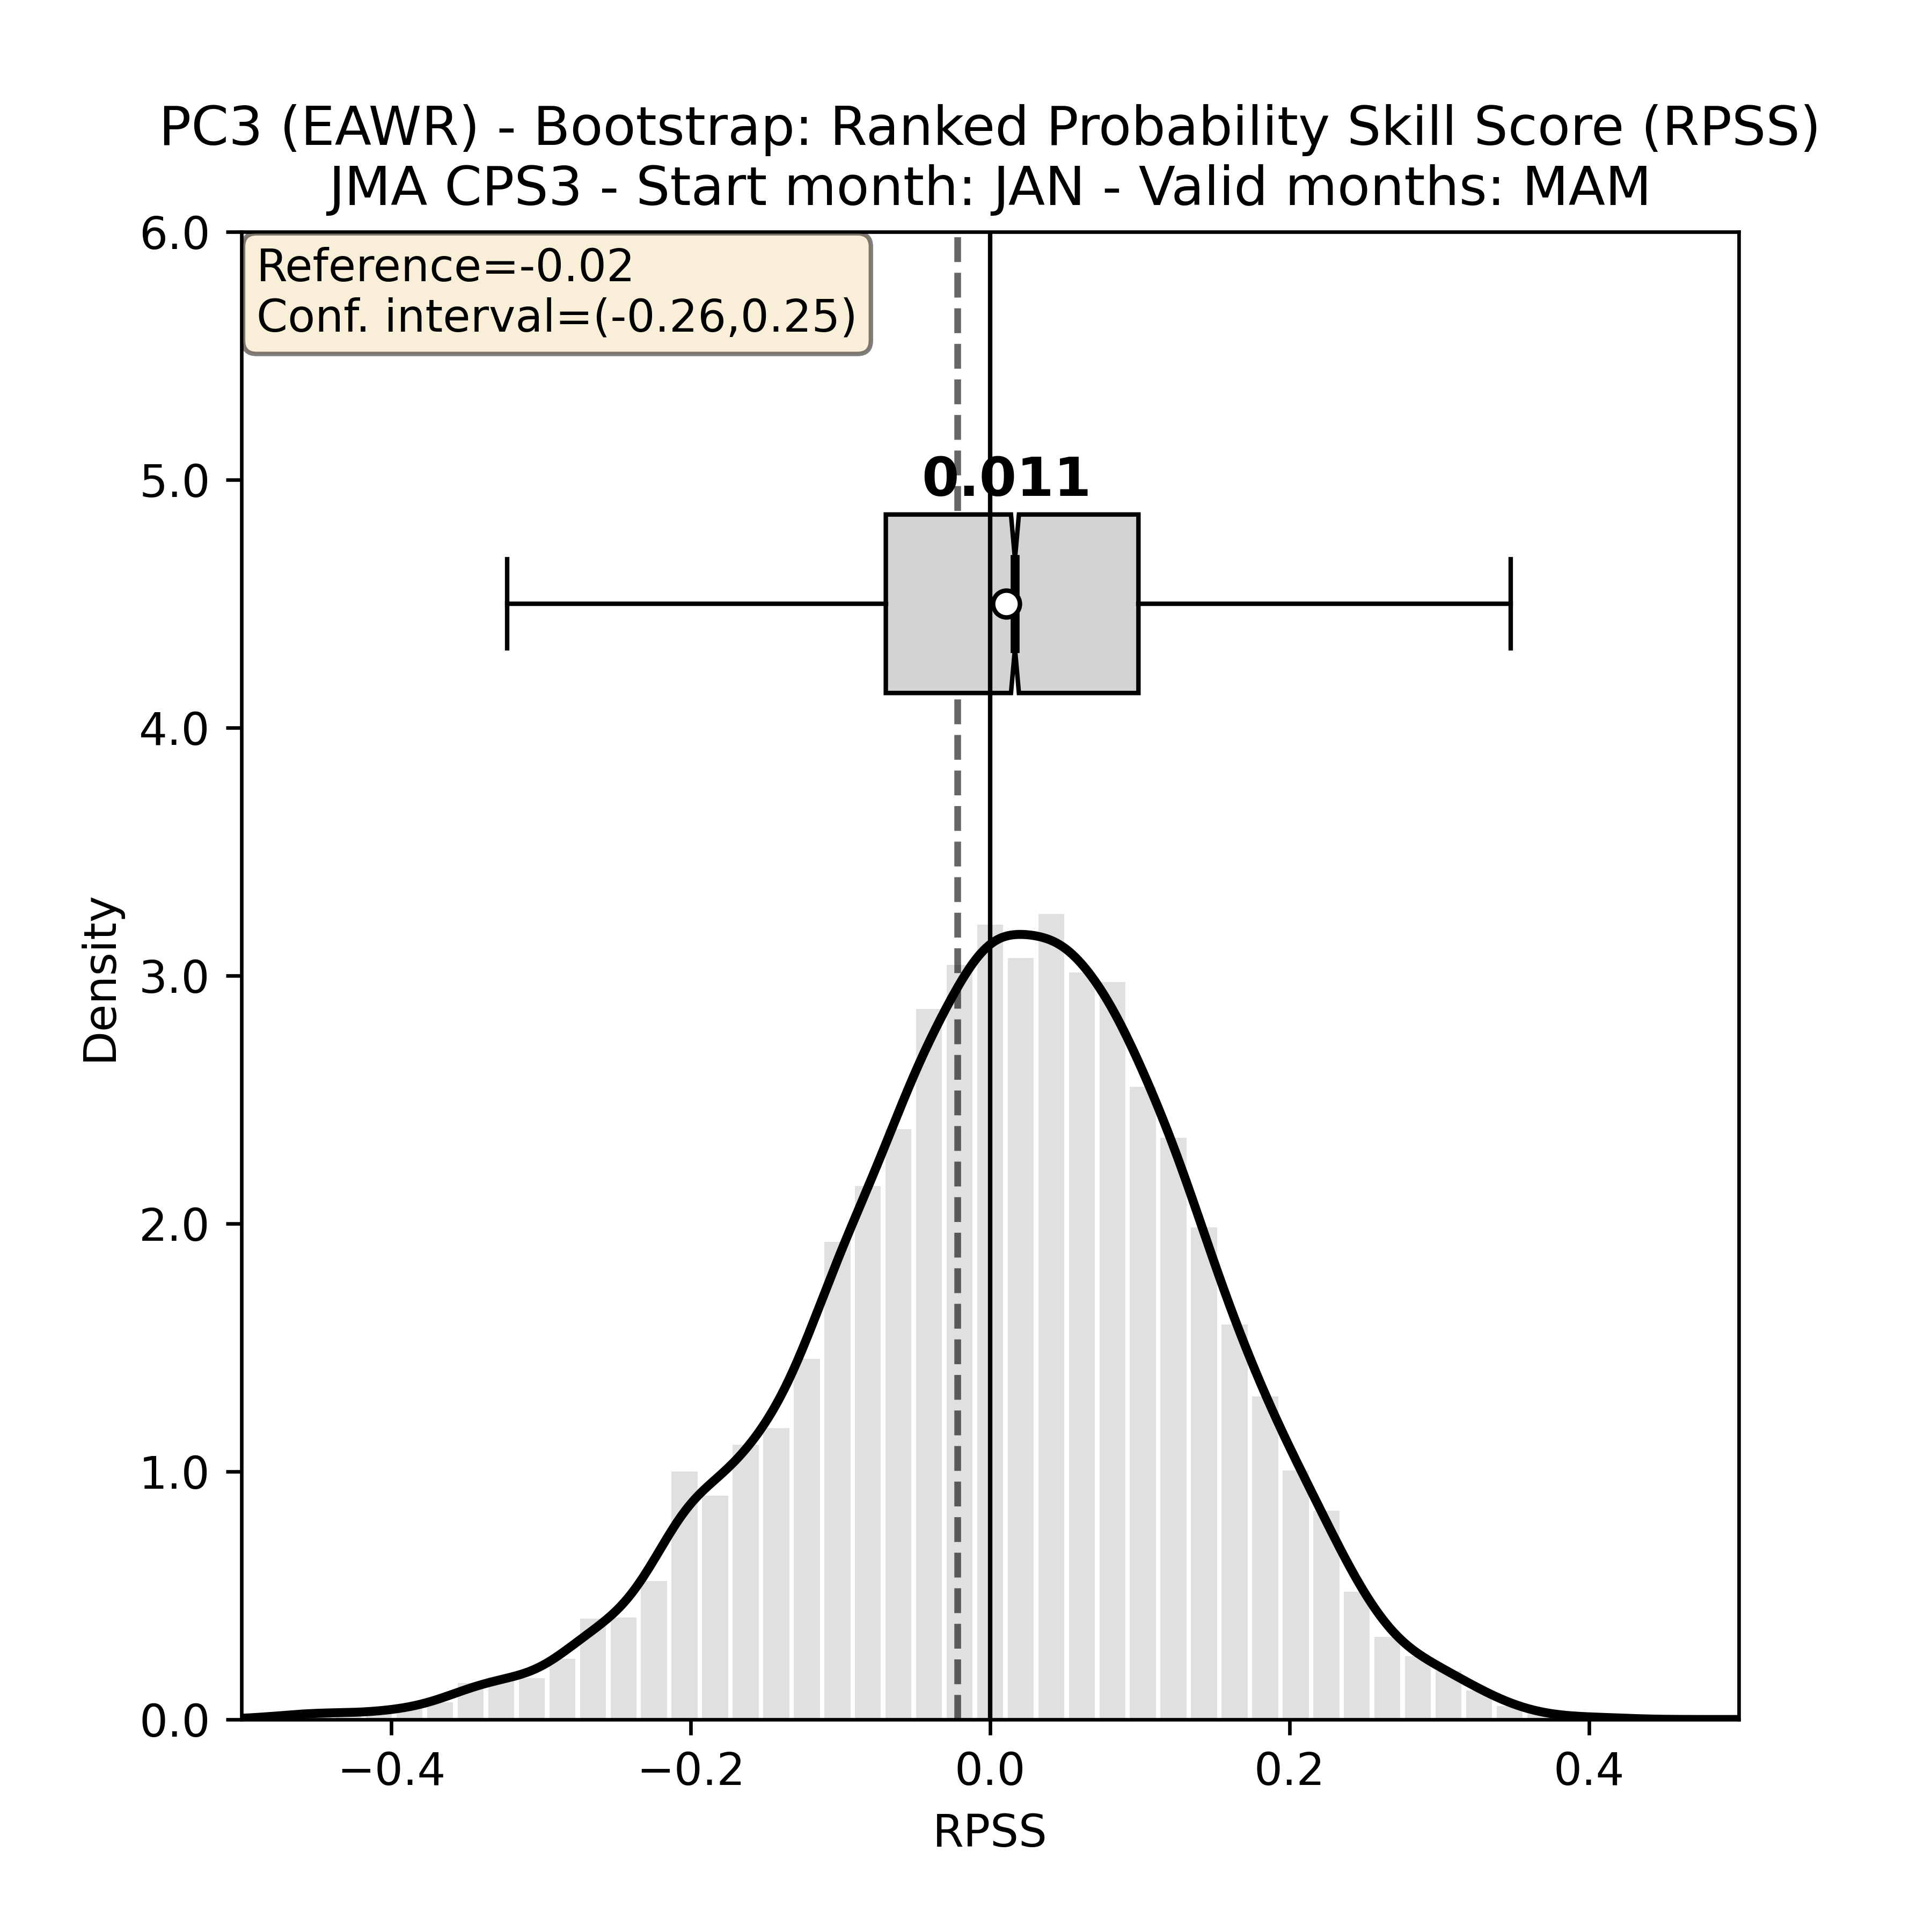 PC3 (EAWR) - Bootstrap: Ranked Probability Skill Score (RPSS)
JMA CPS3 - Start month: JAN - Valid months: MAM
Reference=-0.02
Conf. interval=(-0.26,0.25)
0.011
6.0
5.0
4.0
3.0
2.0
1.0
0.0
Density
−0.4
−0.2
0.0
0.2
0.4
RPSS